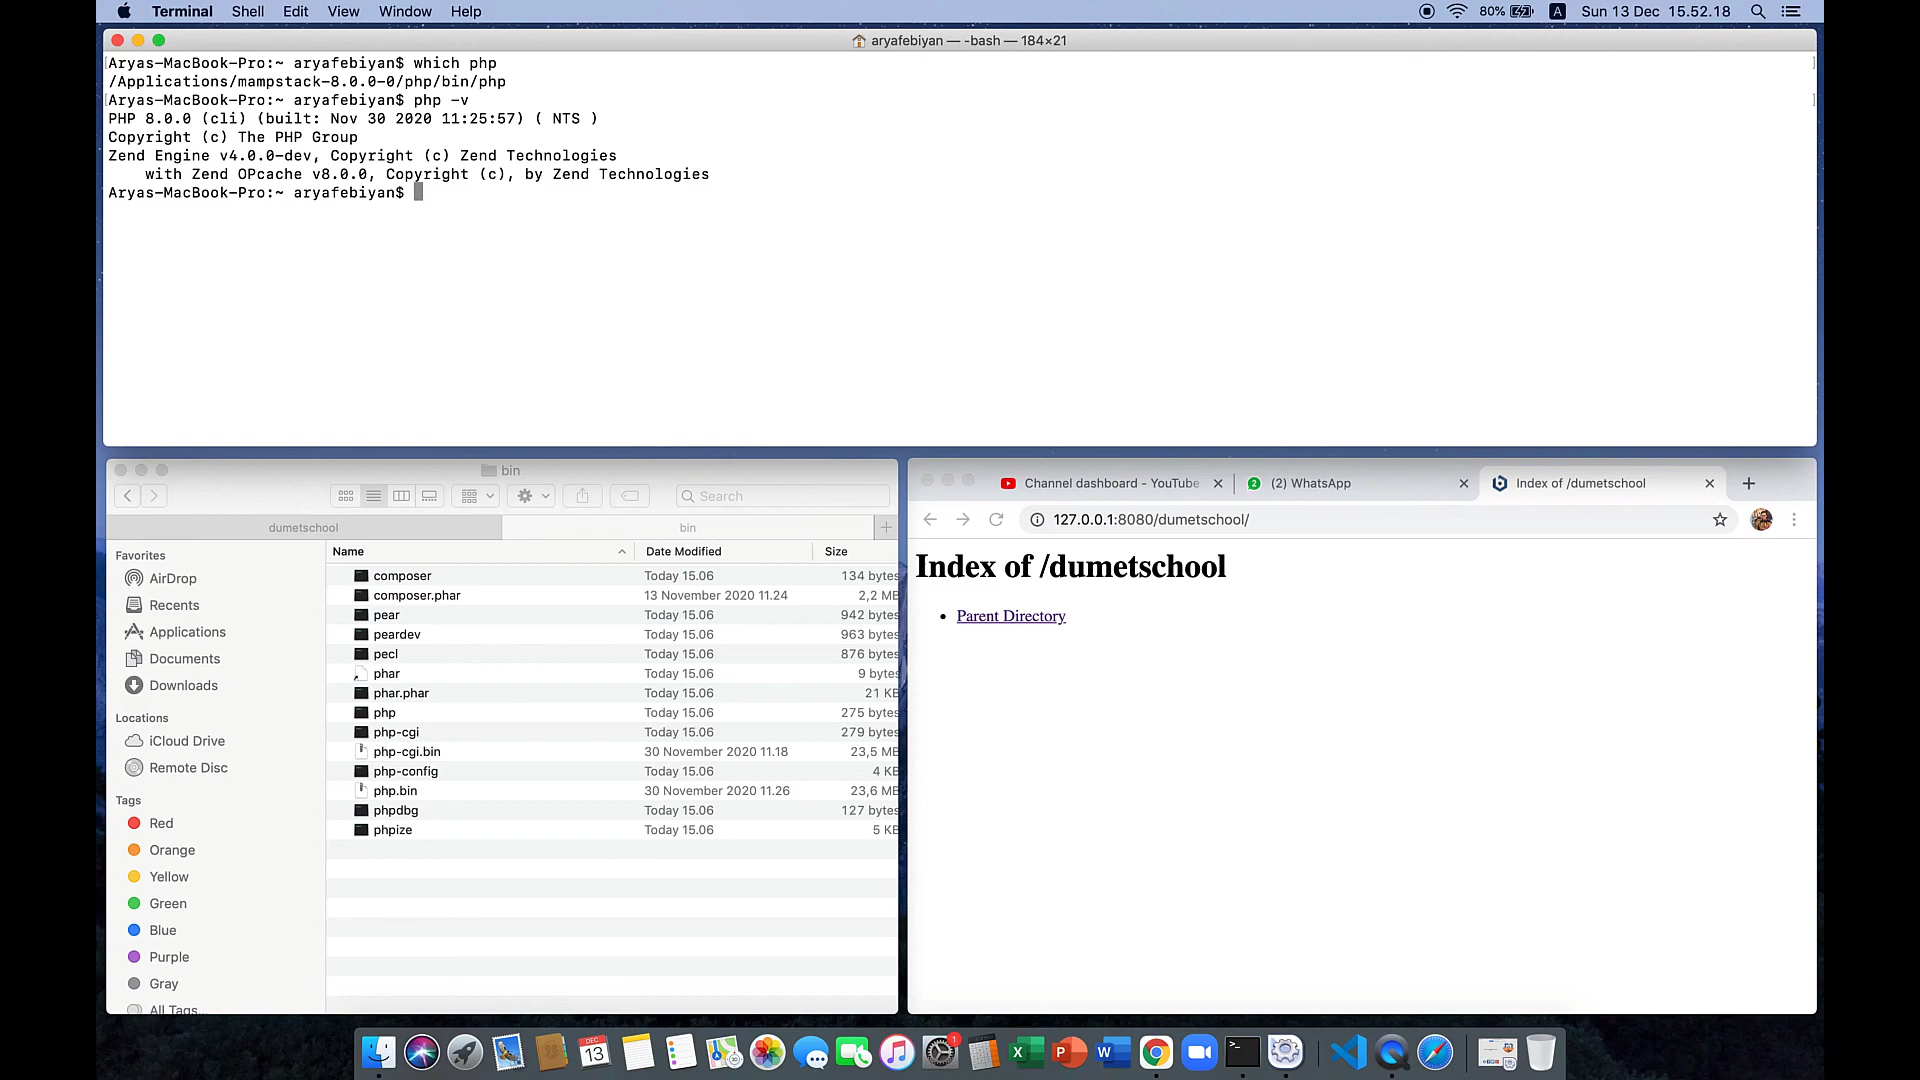 Terminal Shell Edit View Window Help
80% A Sun 13 Dec 15.52.18
aryafebiyan — -bash — 184×21
Aryas-MacBook-Pro:~ aryafebiyan$ which php
/Applications/mampstack-8.0.0-0/php/bin/php
Aryas-MacBook-Pro:~ aryafebiyan$ php -v
PHP 8.0.0 (cli) (built: Nov 30 2020 11:25:57) ( NTS )
Copyright (c) The PHP Group
Zend Engine v4.0.0-dev, Copyright (c) Zend Technologies
with Zend OPcache v8.0.0, Copyright (c), by Zend Technologies
Aryas-MacBook-Pro:~ aryafebiyan$
bin
Search
dumetschool
bin
Favorites
AirDrop
Recents
Applications
Documents
Downloads
Locations
iCloud Drive
Remote Disc
Tags
Red
Orange
Yellow
Green
Blue
Purple
Gray
All Tags...
Name Date Modified Size
composer Today 15.06 134 bytes
composer.phar 13 November 2020 11.24 2,2 MB
pear Today 15.06 942 bytes
peardev Today 15.06 963 bytes
pecl Today 15.06 876 bytes
phar Today 15.06 9 bytes
phar.phar Today 15.06 21 KB
php Today 15.06 275 bytes
php-cgi Today 15.06 279 bytes
php-cgi.bin 30 November 2020 11.18 23,5 MB
php-config Today 15.06 4 KB
php.bin 30 November 2020 11.26 23,6 MB
phpdbg Today 15.06 127 bytes
phpize Today 15.06 5 KB
Channel dashboard - YouTube
2 (2) WhatsApp
Index of /dumetschool
127.0.0.1:8080/dumetschool/
Index of /dumetschool
Parent Directory
DEC
13
1
X P W
>_